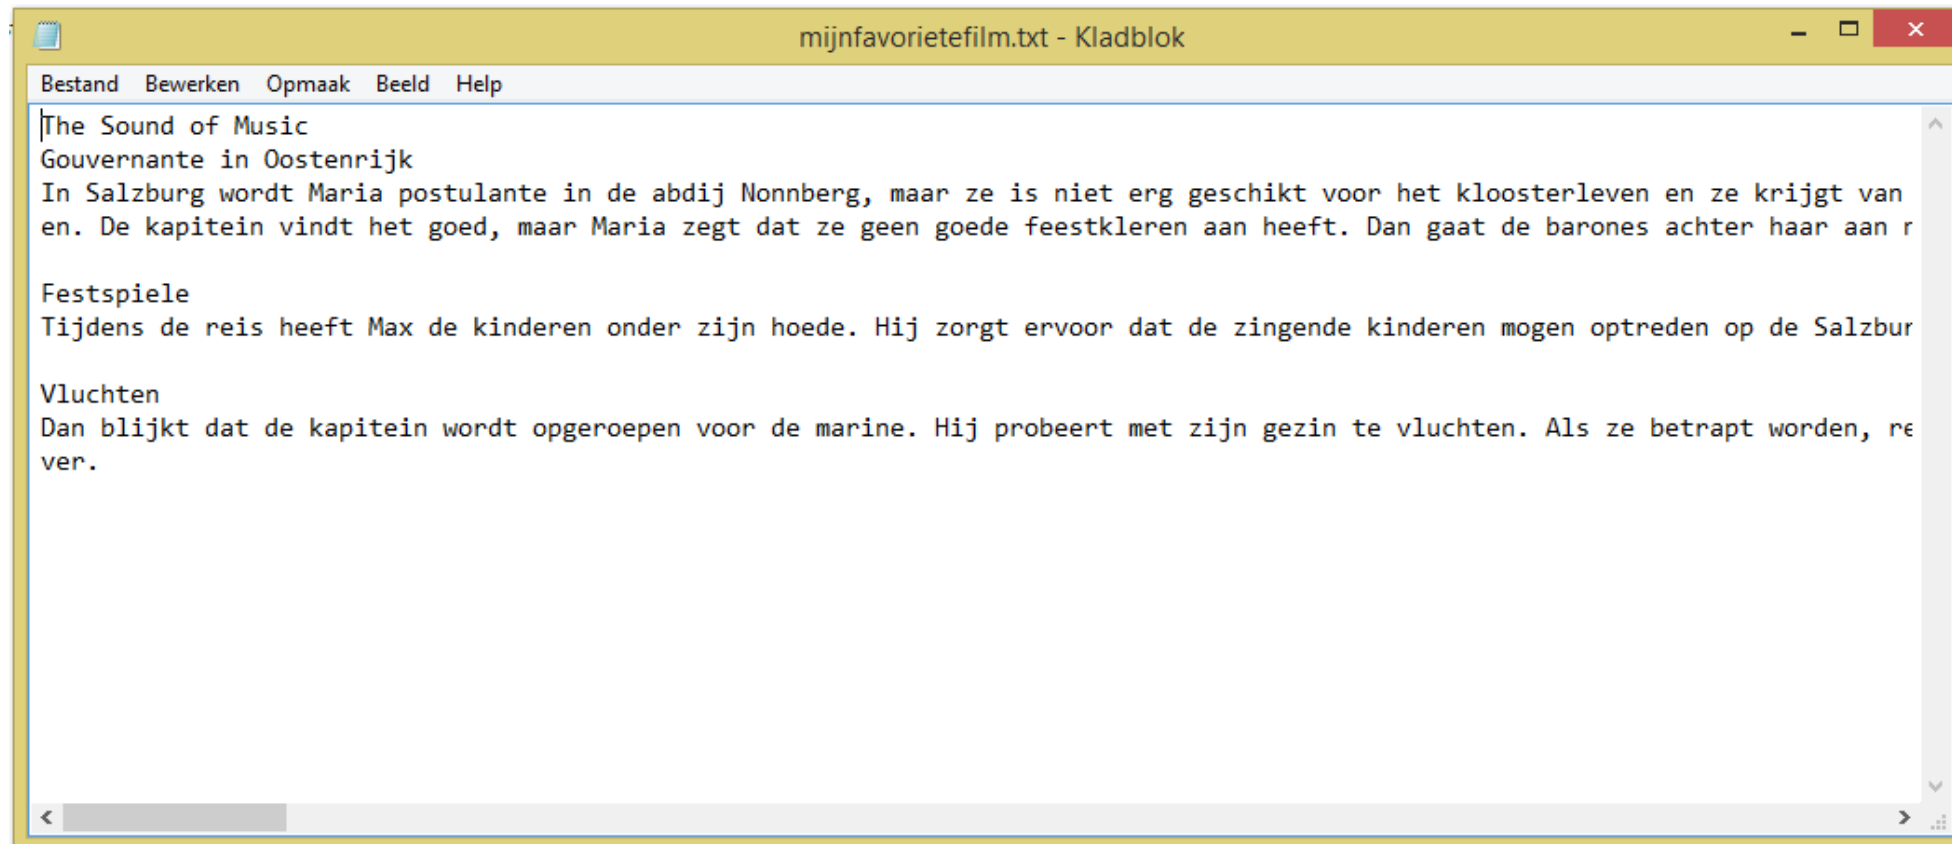 mijnfavorietefilm.txt - Kladblok
Bestand Bewerken Opmaak Beeld Help
The Sound of Music
Gouvernante in Oostenrijk
In Salzburg wordt Maria postulante in de abdij Nonnberg, maar ze is niet erg geschikt voor het kloosterleven en ze krijgt van
en. De kapitein vindt het goed, maar Maria zegt dat ze geen goede feestkleren aan heeft. Dan gaat de barones achter haar aan
Festspiele
Tijdens de reis heeft Max de kinderen onder zijn hoede. Hij zorgt ervoor dat de zingende kinderen mogen optreden op de Salzbur
Vluchten
Dan blijkt dat de kapitein wordt opgeroepen voor de marine. Hij probeert met zijn gezin te vluchten. Als ze betrapt worden, re
ver.